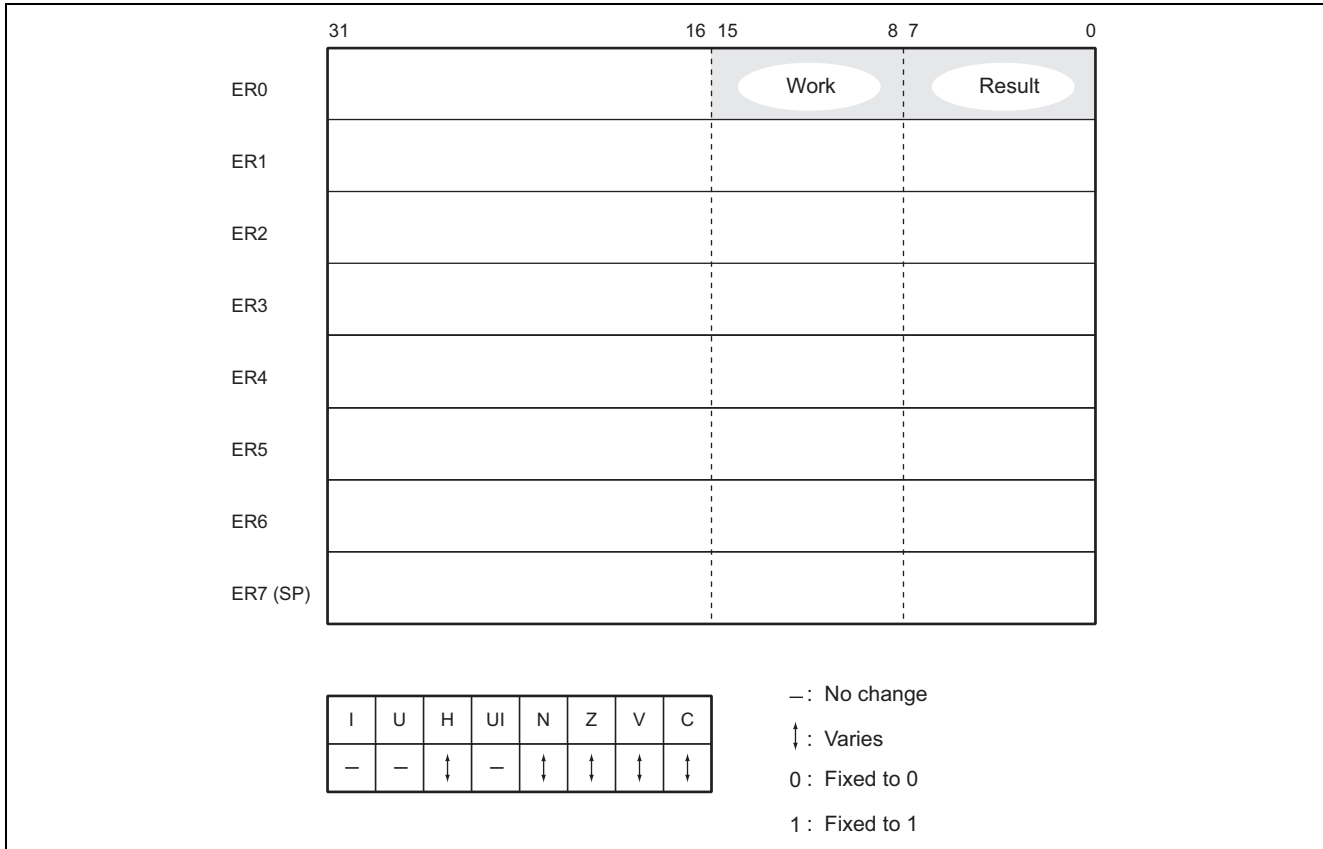 31 16 15 8 7 0
ER0 Work Result
ER1
ER2
ER3
ER4
ER5
ER6
ER7 (SP)
I U H UI N Z V C
– – ↕ – ↕ ↕ ↕ ↕
– : No change
↕ : Varies
0 : Fixed to 0
1 : Fixed to 1